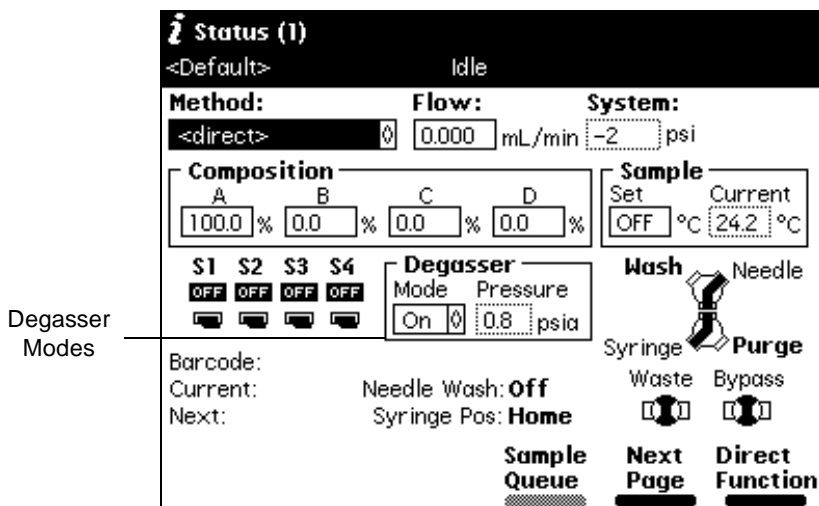 i Status (1)
<Default> Idle
Method: Flow: System:
<direct> 0.000 mL/min -2 psi
Composition Sample
A B C D Set Current
100.0 % 0.0 % 0.0 % 0.0 % OFF °C 24.2 °C
S1 S2 S3 S4 Degasser Wash Needle
OFF OFF OFF OFF Mode Pressure
On 0.8 psia
Degasser
Modes
Syringe Purge
Barcode: Waste Bypass
Current: Needle Wash: Off
Next: Syringe Pos: Home
Sample Next Direct
Queue Page Function